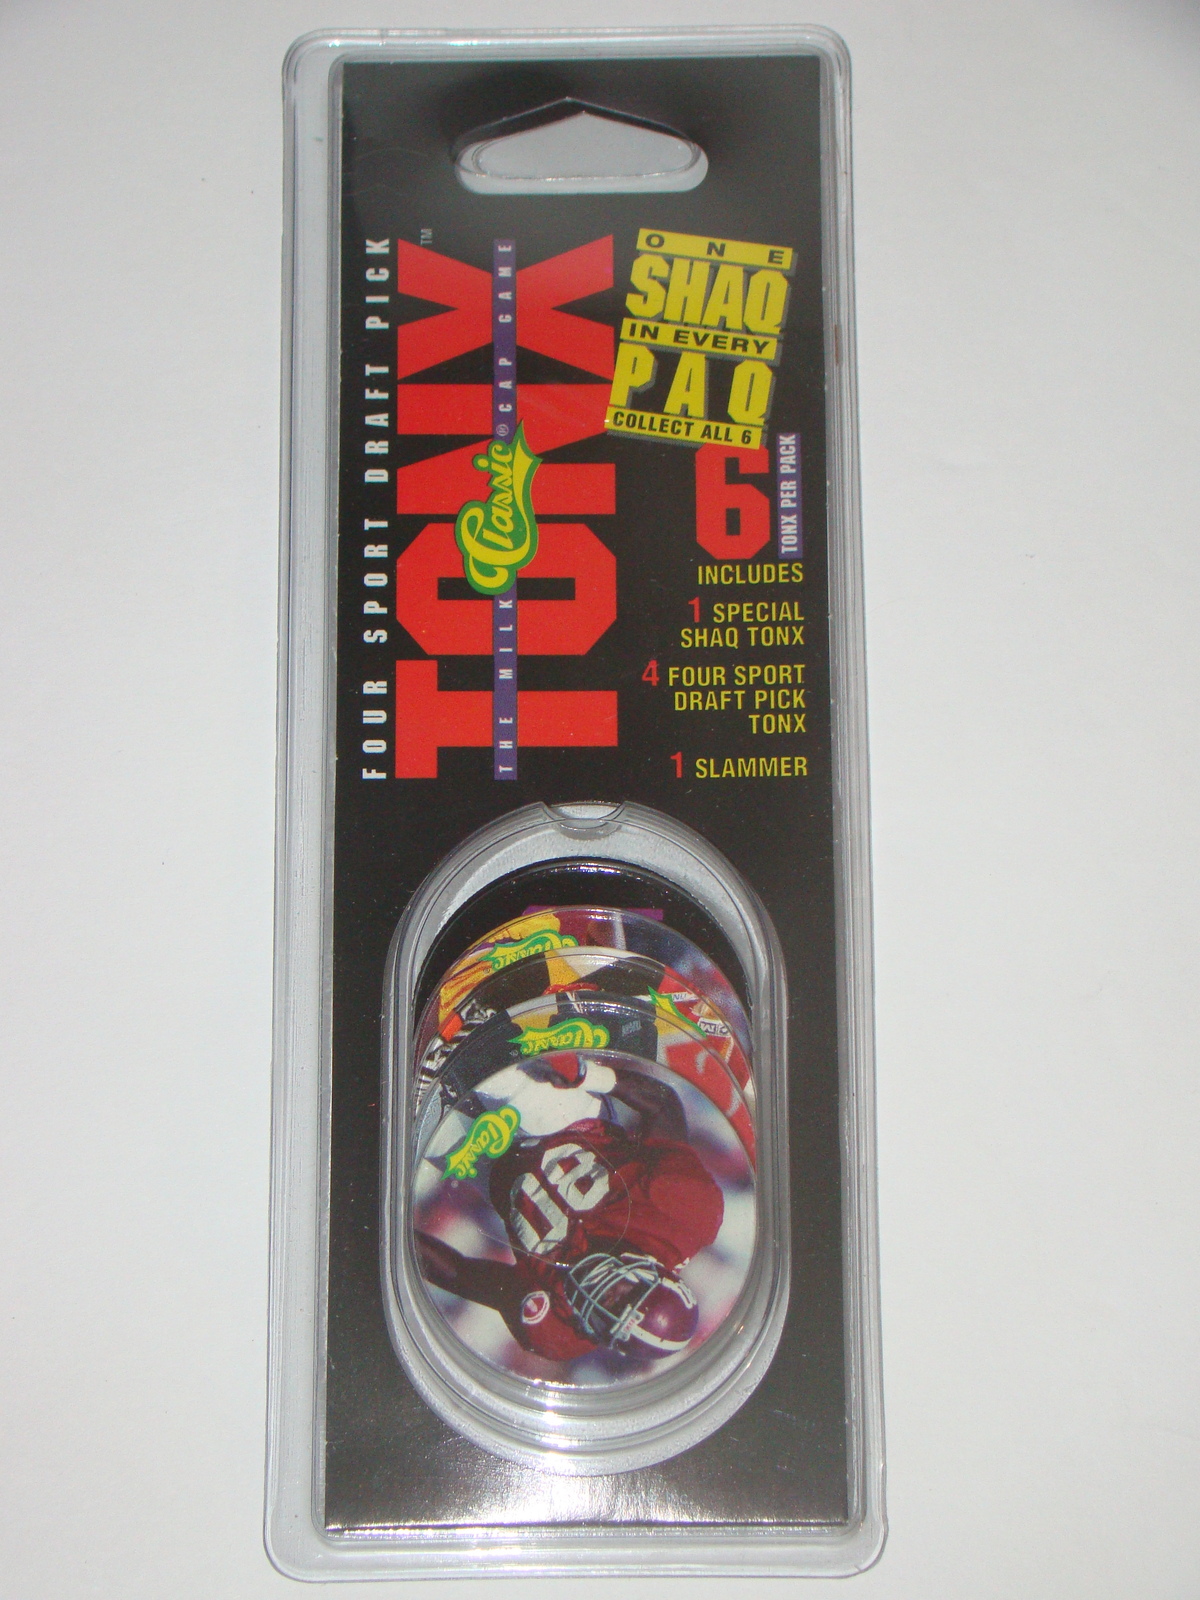 FOUR SPORT DRAFT PICK
TONX™
THE MILK CAP GAME
Classic®
ONE
SHAQ
IN EVERY
PAQ
COLLECT ALL 6
6
TONX PER PACK
INCLUDES
1 SPECIAL
SHAQ TONX
4 FOUR SPORT
DRAFT PICK
TONX
1 SLAMMER
Classic
Classic
Classic
80